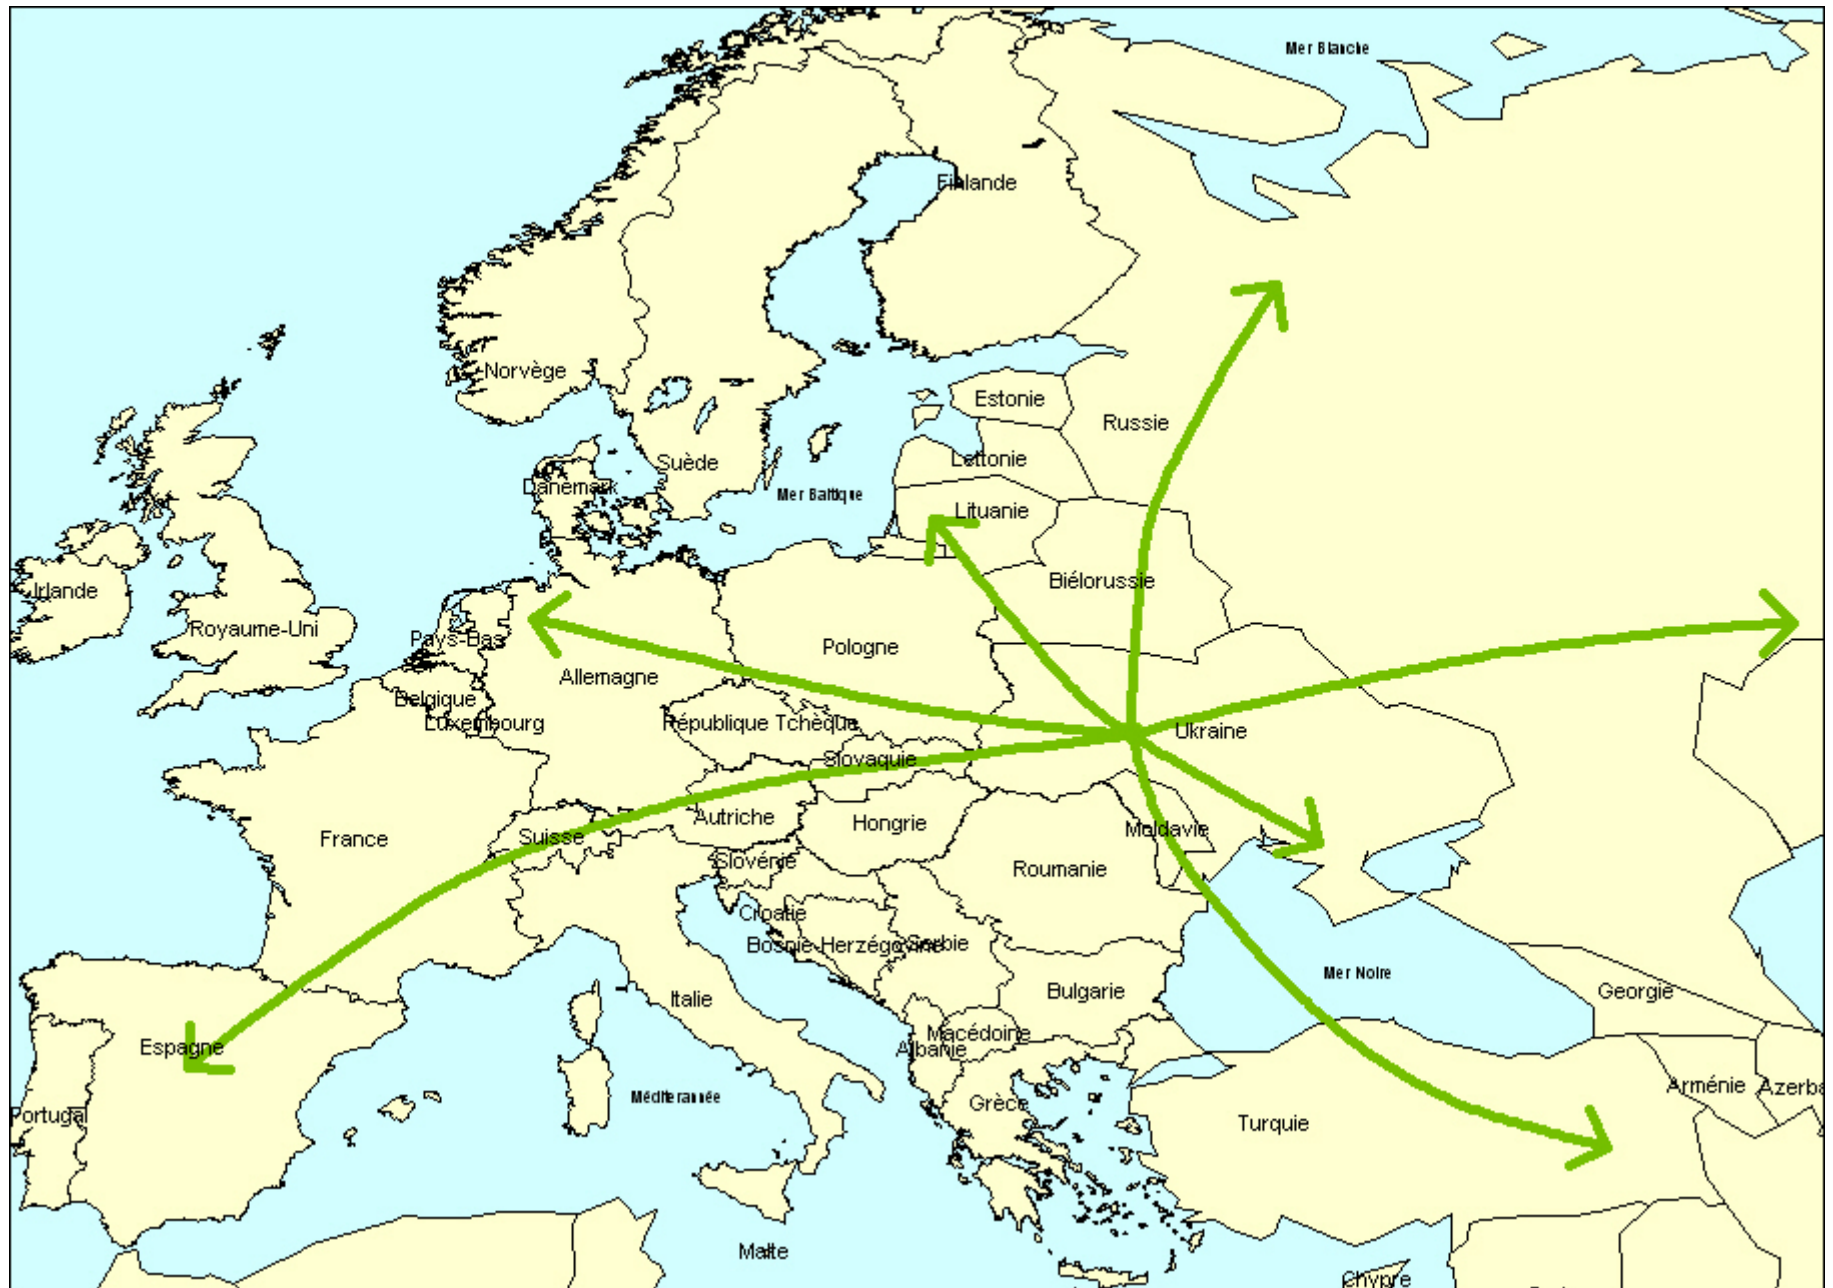 Mer Blanche
Finlande
Norvège
Estonie
Russie
Lettonie
Suède
Danemark
Mer Baltique
Lituanie
Biélorussie
Irlande
Royaume-Uni
Pays-Bas
Pologne
Allemagne
Belgique
Luxembourg
République Tchèque
Ukraine
Slovaquie
Autriche
Hongrie
Moldavie
France
Suisse
Slovénie
Roumanie
Croatie
Bosnie-Herzégovine
Serbie
Mer Noire
Italie
Bulgarie
Georgie
Macédoine
Albanie
Espagne
Arménie
Azerba
Méditerannée
Grèce
Portugal
Turquie
Malte
Chypre